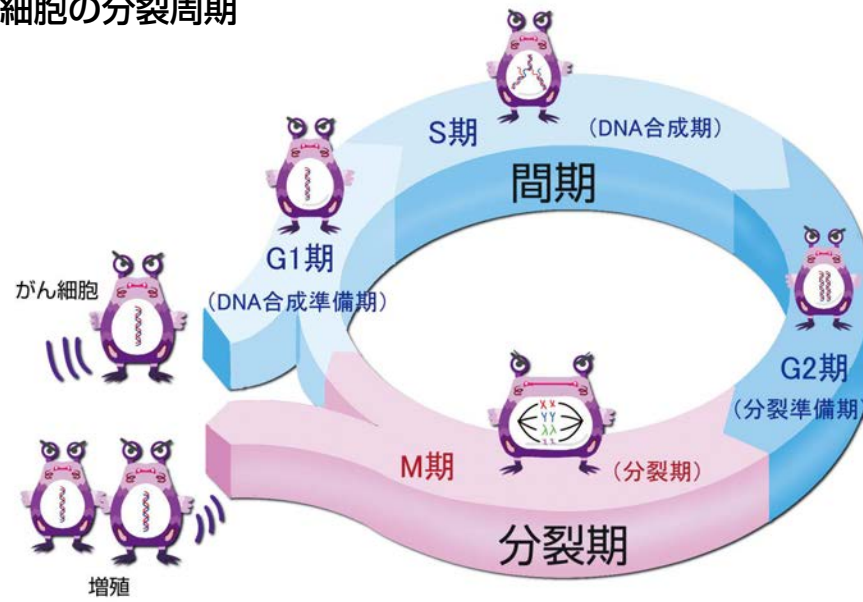 細胞の分裂周期
S期
(DNA合成期)
間期
G1期
(DNA合成準備期)
がん細胞
G2期
(分裂準備期)
M期
(分裂期)
分裂期
増殖